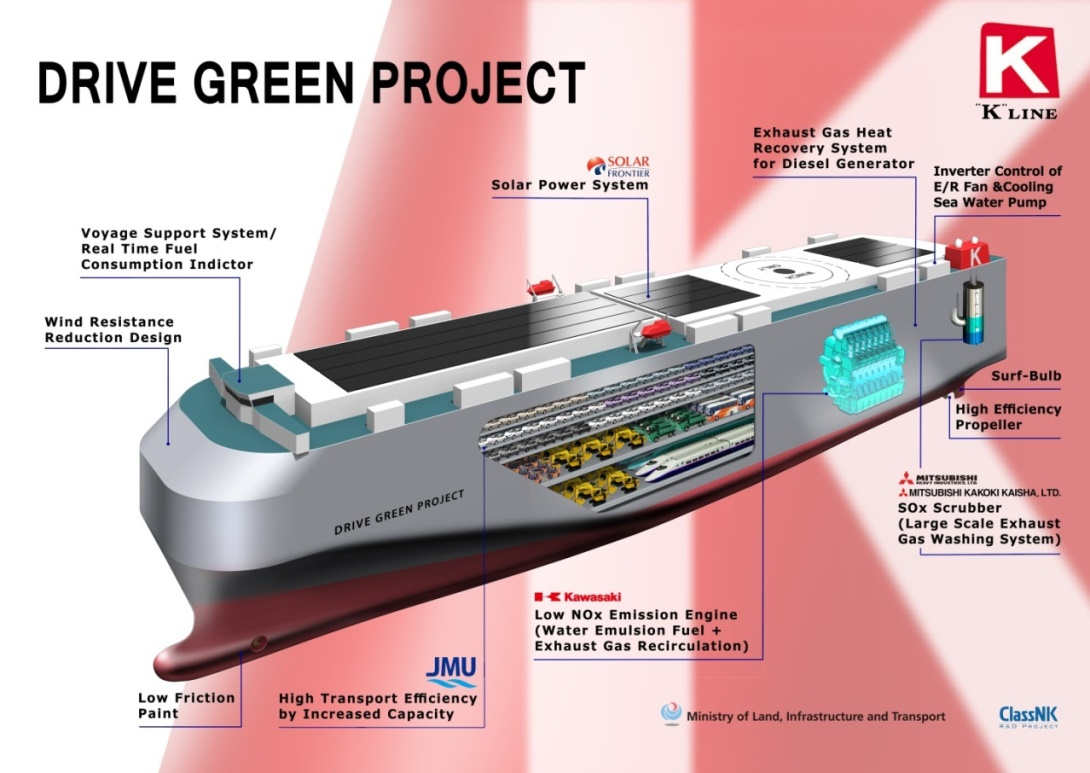 DRIVE GREEN PROJECT
K
"K" LINE
Exhaust Gas Heat
Recovery System
for Diesel Generator
Inverter Control of
E/R Fan &Cooling
Sea Water Pump
SOLAR
FRONTIER
Solar Power System
Voyage Support System/
Real Time Fuel
Consumption Indictor
Wind Resistance
Reduction Design
K
Surf-Bulb
High Efficiency
Propeller
MITSUBISHI
HEAVY INDUSTRIES, LTD.
MITSUBISHI KAKOKI KAISHA, LTD.
SOx Scrubber
(Large Scale Exhaust
Gas Washing System)
DRIVE GREEN PROJECT
Kawasaki
Low NOx Emission Engine
(Water Emulsion Fuel +
Exhaust Gas Recirculation)
JMU
High Transport Efficiency
by Increased Capacity
Low Friction
Paint
Ministry of Land, Infrastructure and Transport
ClassNK
R&D PROJECT